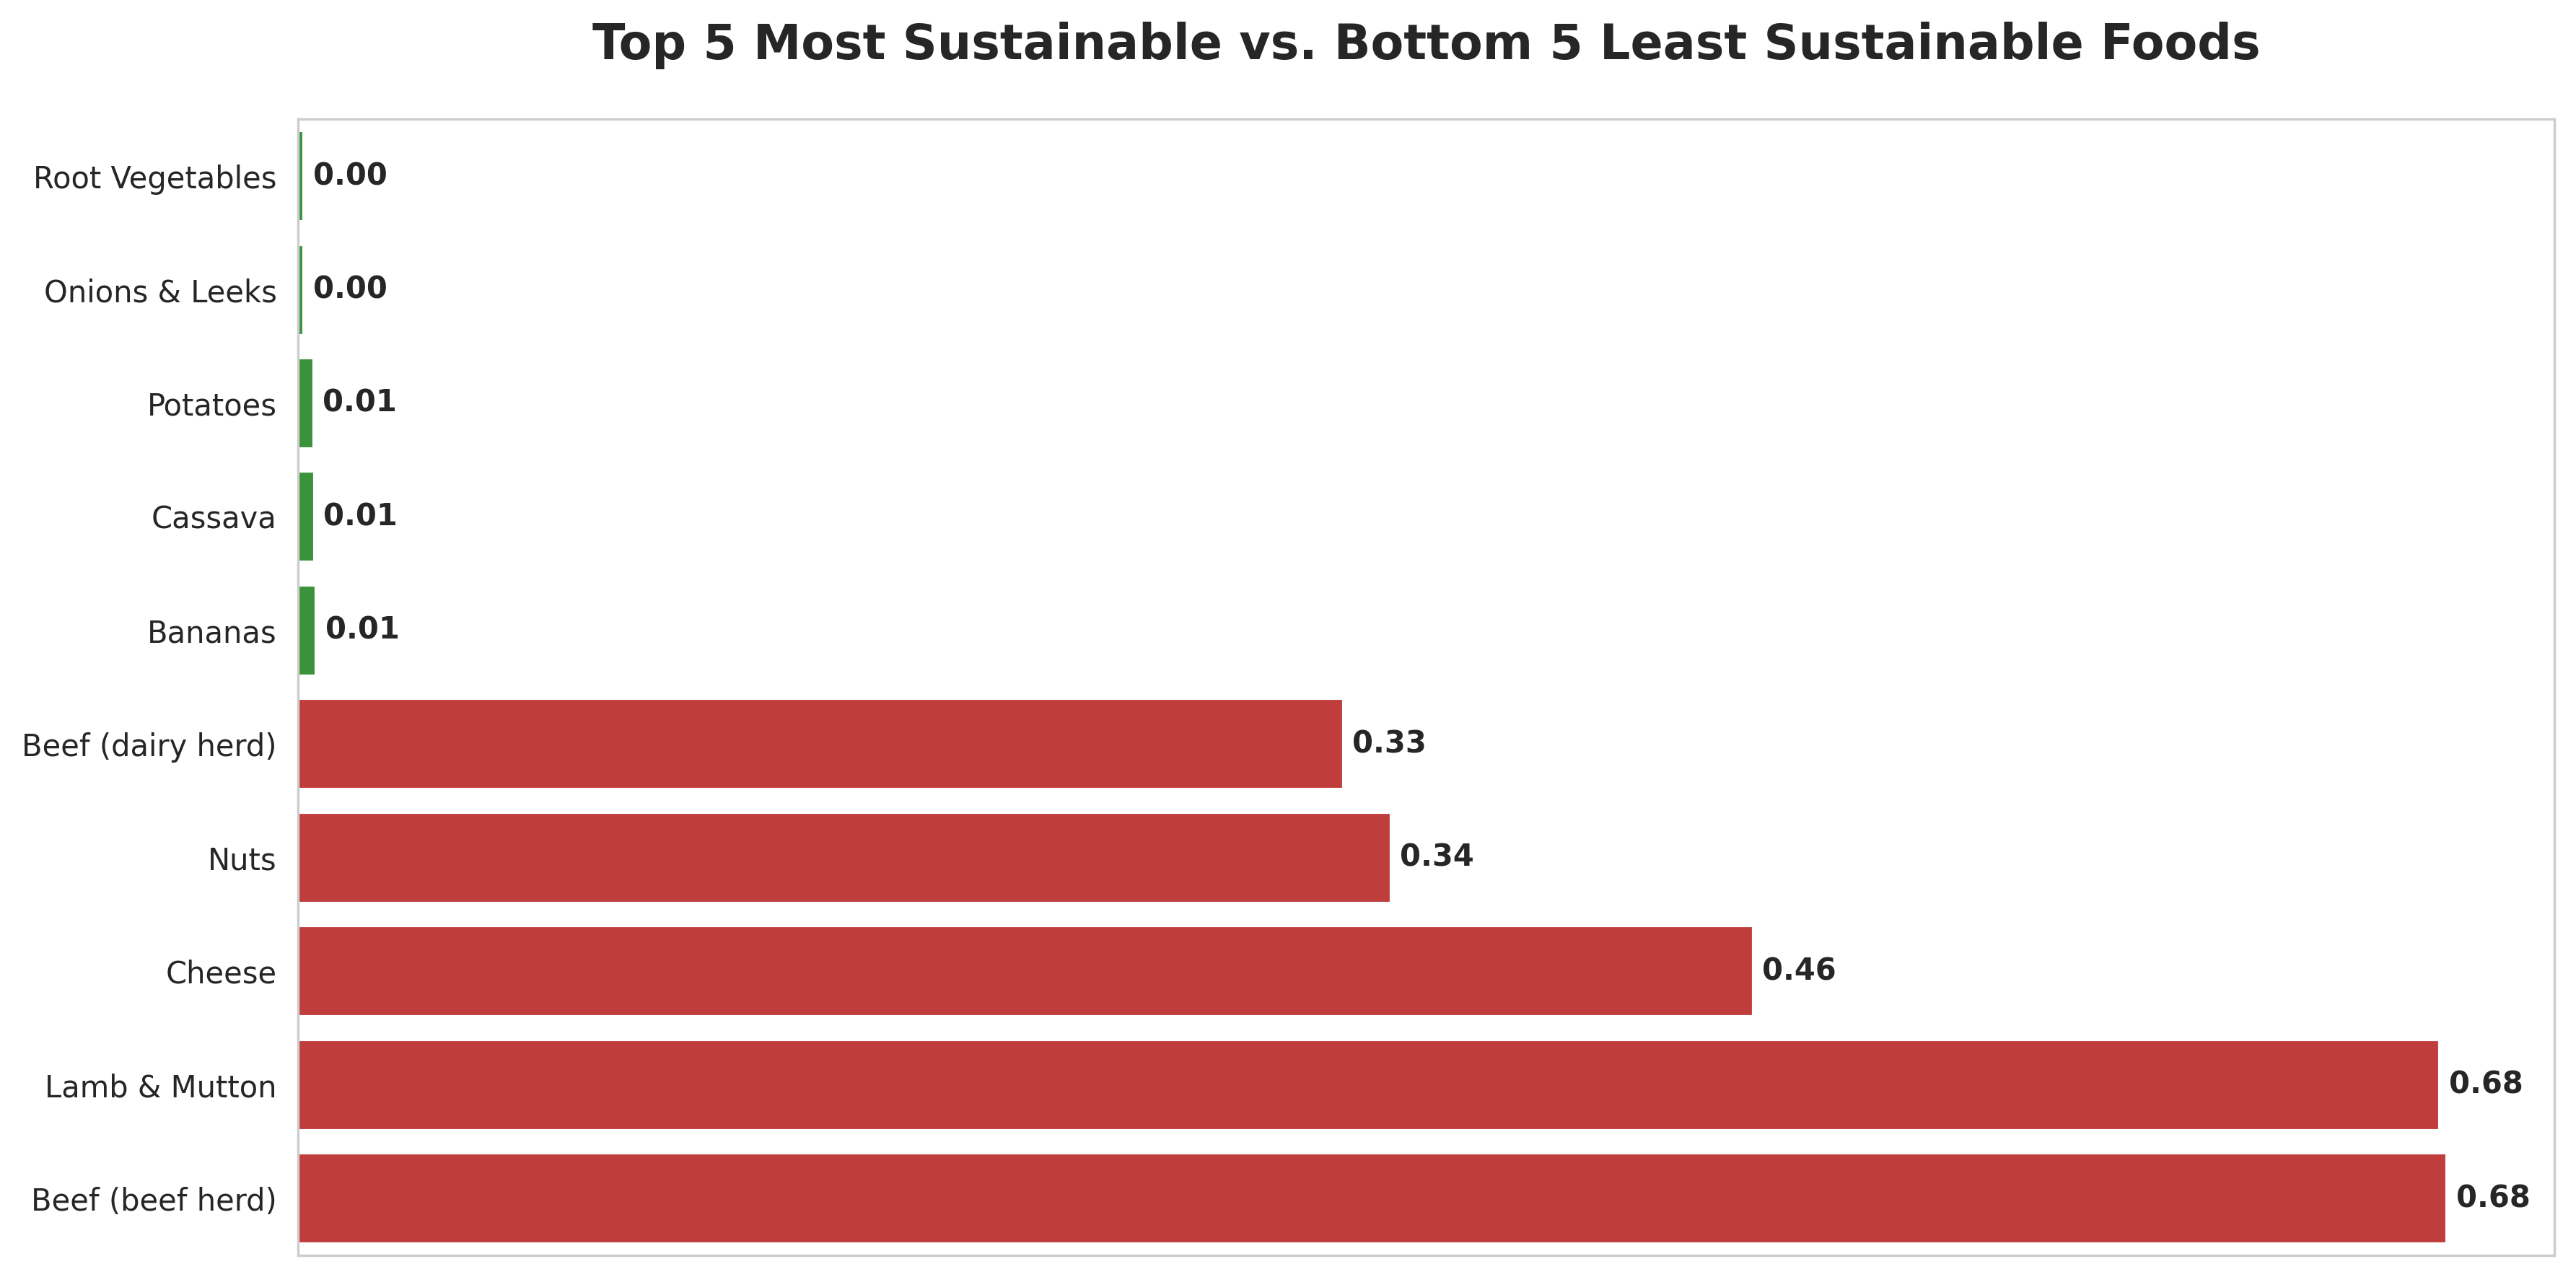 Top 5 Most Sustainable vs. Bottom 5 Least Sustainable Foods
Root Vegetables 0.00
Onions & Leeks 0.00
Potatoes 0.01
Cassava 0.01
Bananas 0.01
Beef (dairy herd) 0.33
Nuts 0.34
Cheese 0.46
Lamb & Mutton 0.68
Beef (beef herd) 0.68